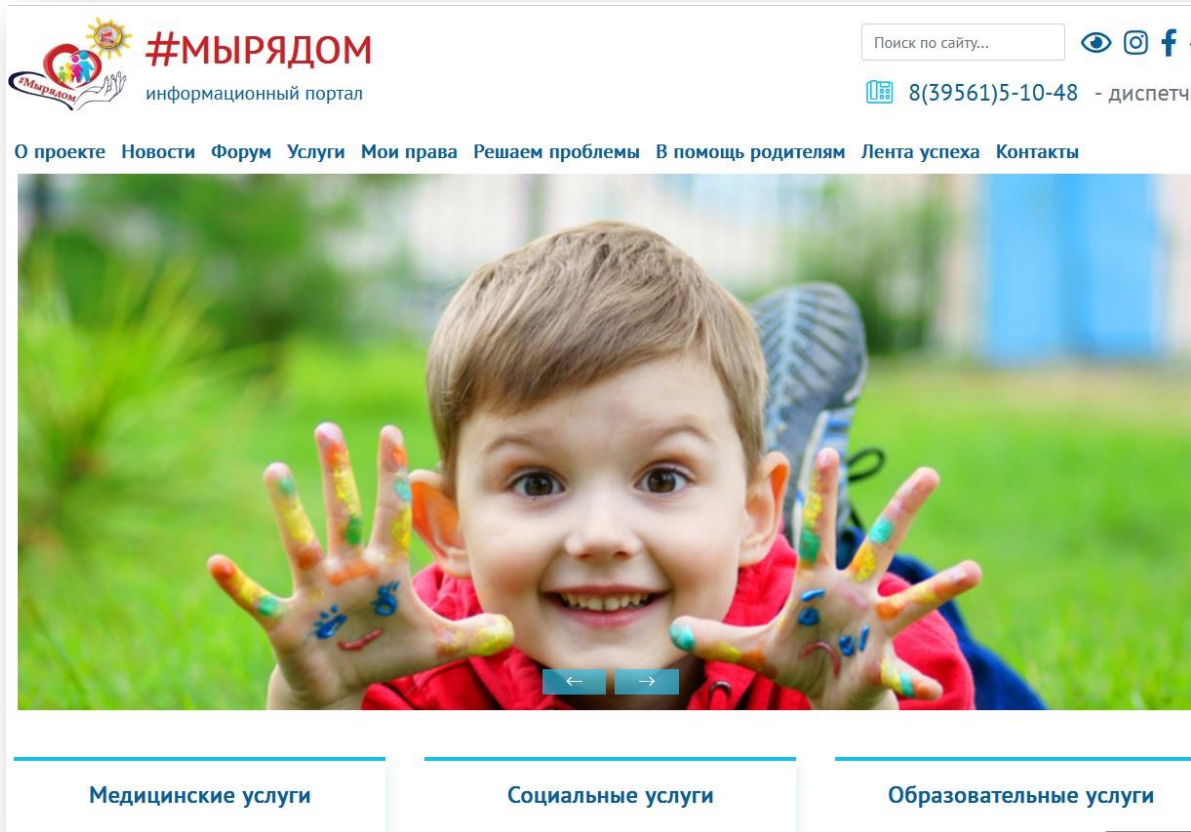 #МЫРЯДОМ
информационный портал
#Мырядом
Поиск по сайту...
8(39561)5-10-48 - диспетч
О проекте Новости Форум Услуги Мои права Решаем проблемы В помощь родителям Лента успеха Контакты
Медицинские услуги
Социальные услуги
Образовательные услуги